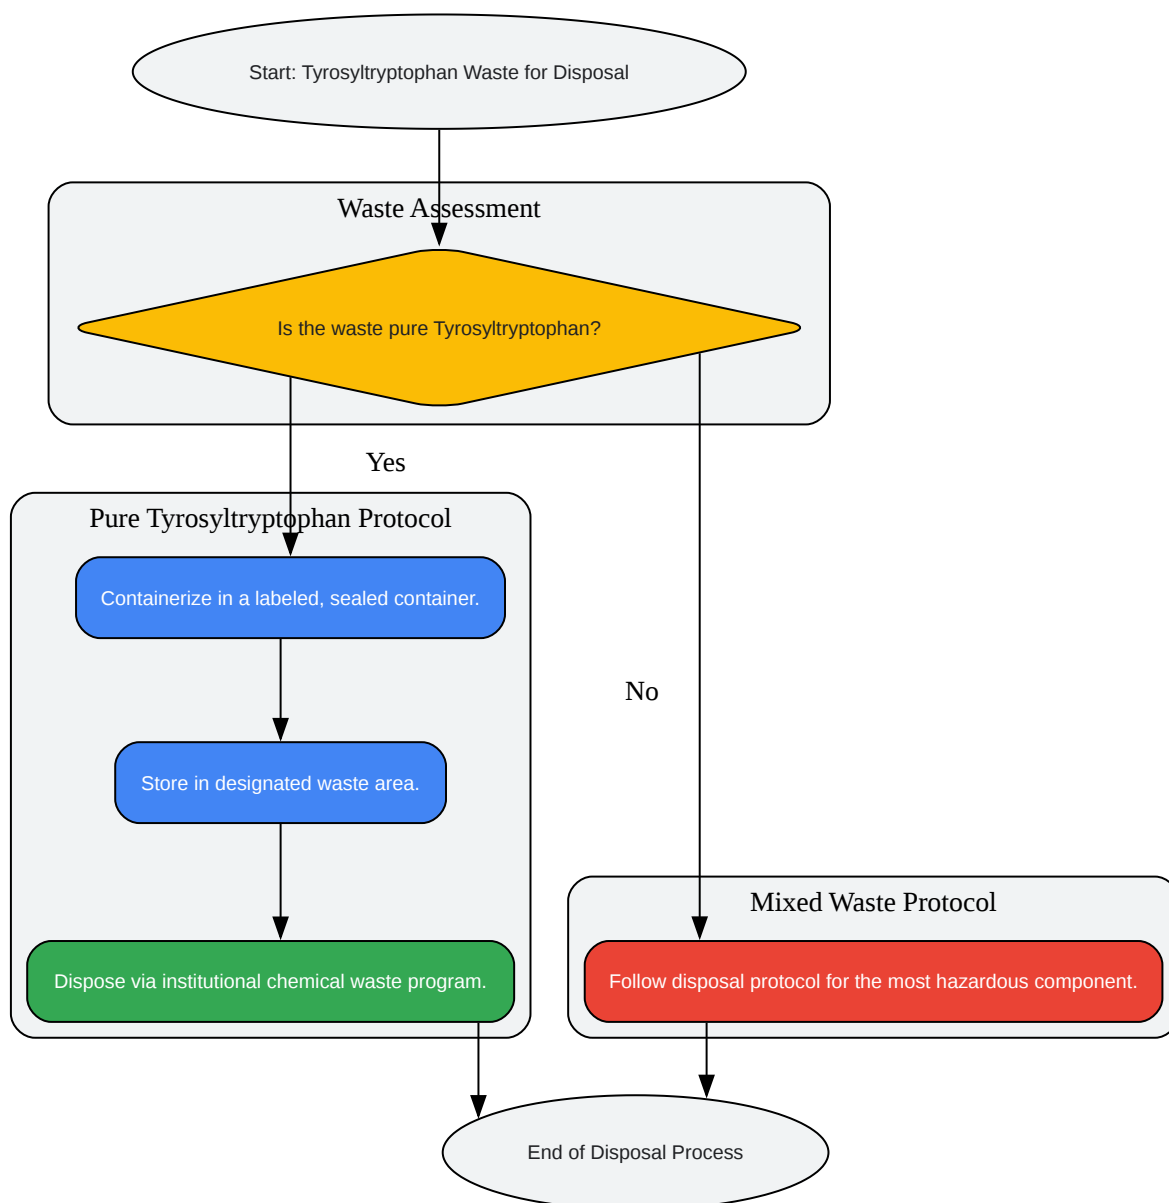 Start: Tyrosyltryptophan Waste for Disposal
Waste Assessment
Is the waste pure Tyrosyltryptophan?
Yes
Pure Tyrosyltryptophan Protocol
Containerize in a labeled, sealed container.
No
Store in designated waste area.
Mixed Waste Protocol
Dispose via institutional chemical waste program.
Follow disposal protocol for the most hazardous component.
End of Disposal Process